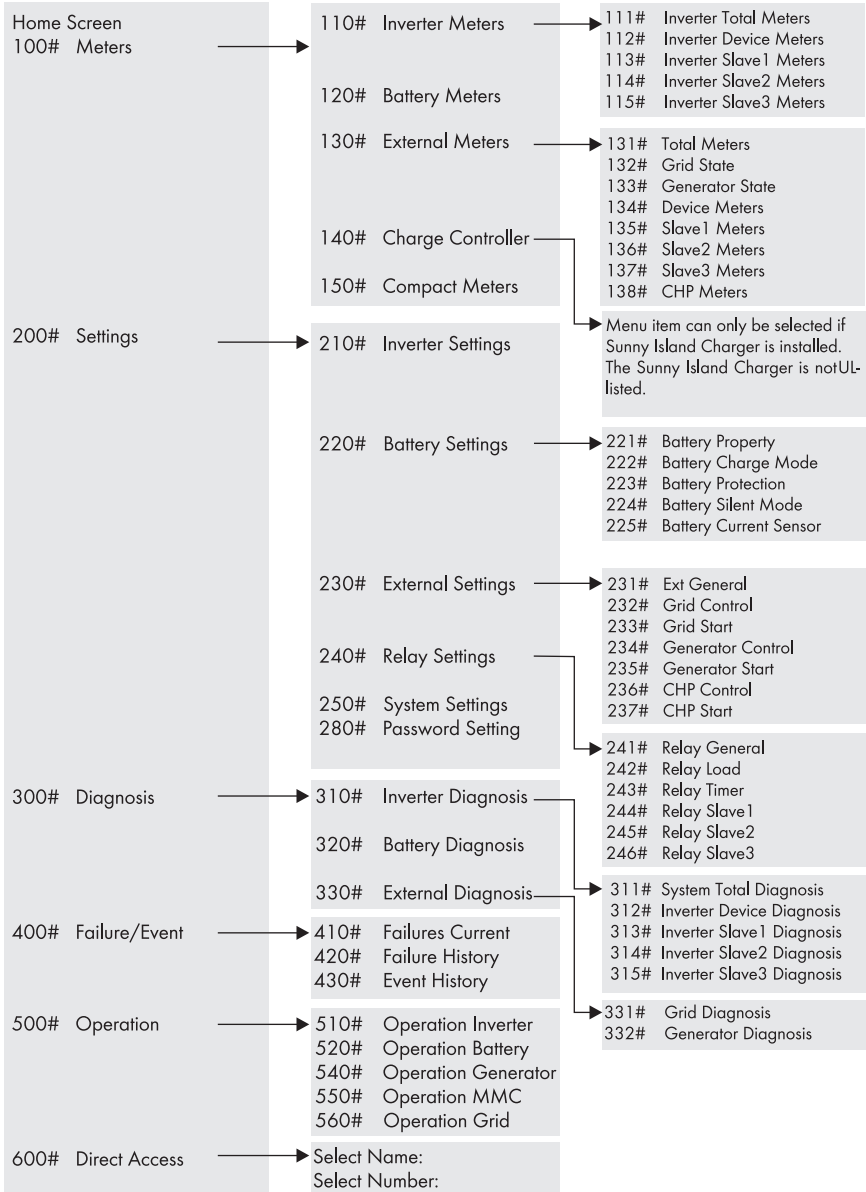 Home Screen
100# Meters
110# Inverter Meters
111# Inverter Total Meters
112# Inverter Device Meters
113# Inverter Slave1 Meters
114# Inverter Slave2 Meters
115# Inverter Slave3 Meters
120# Battery Meters
130# External Meters
131# Total Meters
132# Grid State
133# Generator State
134# Device Meters
135# Slave1 Meters
136# Slave2 Meters
137# Slave3 Meters
138# CHP Meters
140# Charge Controller
Menu item can only be selected if
Sunny Island Charger is installed.
The Sunny Island Charger is notUL-
listed.
150# Compact Meters
200# Settings
210# Inverter Settings
220# Battery Settings
221# Battery Property
222# Battery Charge Mode
223# Battery Protection
224# Battery Silent Mode
225# Battery Current Sensor
230# External Settings
231# Ext General
232# Grid Control
233# Grid Start
234# Generator Control
235# Generator Start
236# CHP Control
237# CHP Start
240# Relay Settings
241# Relay General
242# Relay Load
243# Relay Timer
244# Relay Slave1
245# Relay Slave2
246# Relay Slave3
250# System Settings
280# Password Setting
300# Diagnosis
310# Inverter Diagnosis
311# System Total Diagnosis
312# Inverter Device Diagnosis
313# Inverter Slave1 Diagnosis
314# Inverter Slave2 Diagnosis
315# Inverter Slave3 Diagnosis
320# Battery Diagnosis
330# External Diagnosis
331# Grid Diagnosis
332# Generator Diagnosis
400# Failure/Event
410# Failures Current
420# Failure History
430# Event History
500# Operation
510# Operation Inverter
520# Operation Battery
540# Operation Generator
550# Operation MMC
560# Operation Grid
600# Direct Access
Select Name:
Select Number: